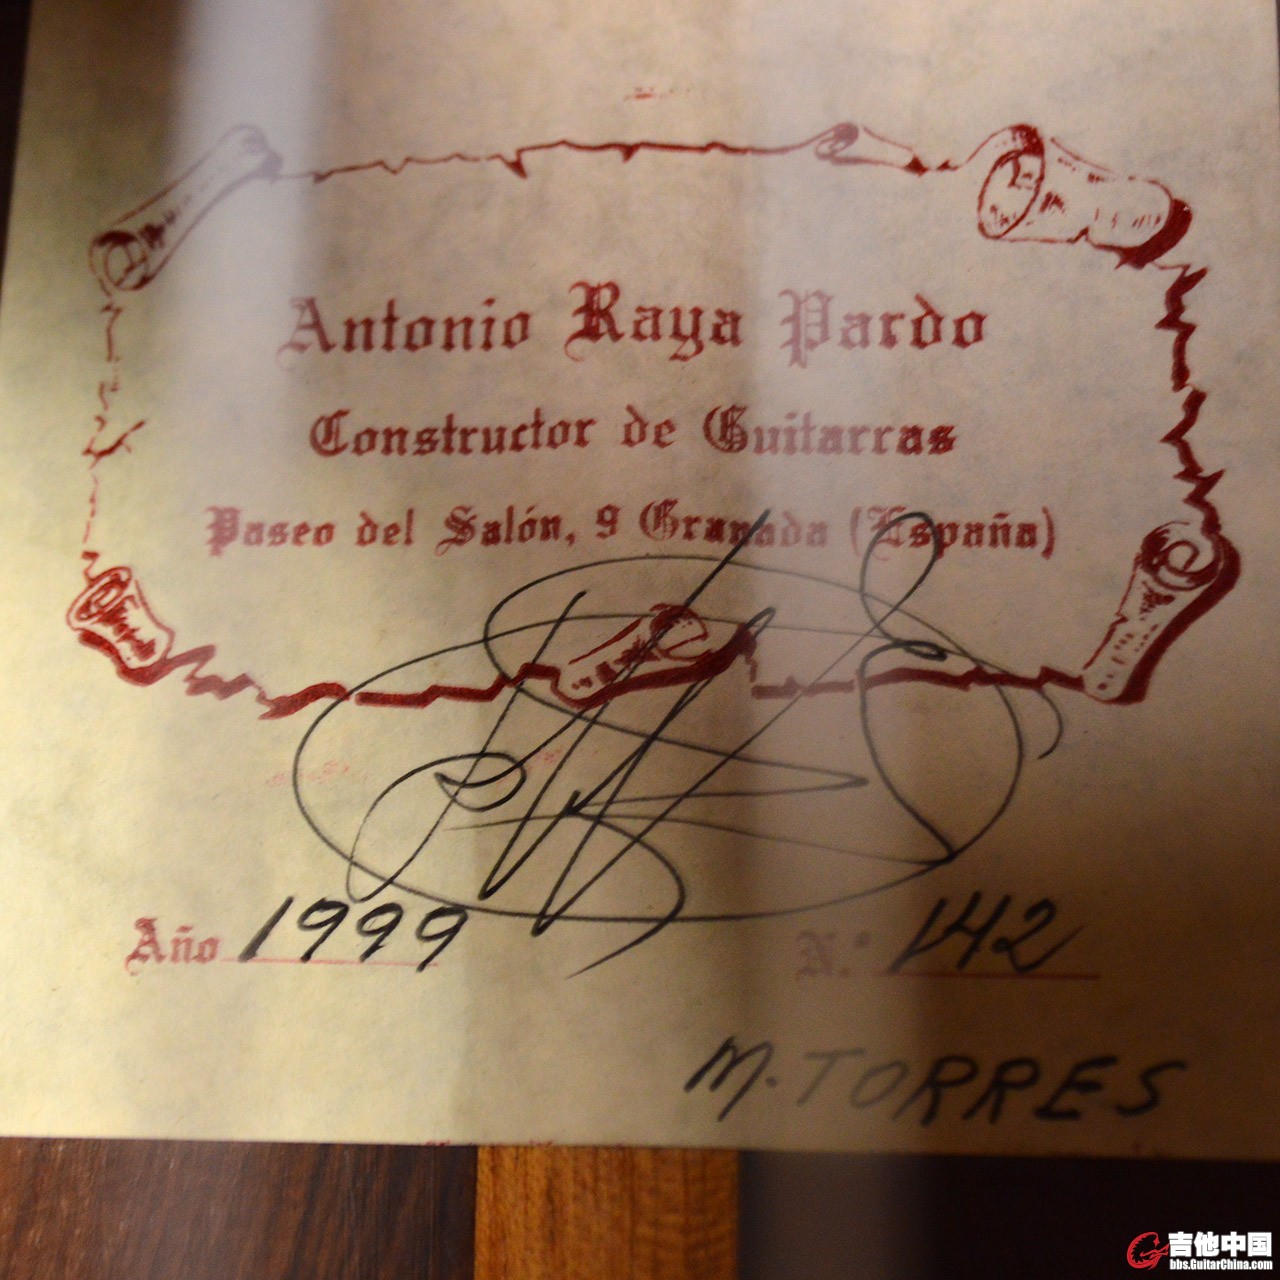 Antonio Raya Pardo
Constructor de Guitarras
Paseo del Salón, 9 Granada (España)
Año 1999 N.º 142
M. TORRES
吉他中国
bbs.GuitarChina.com